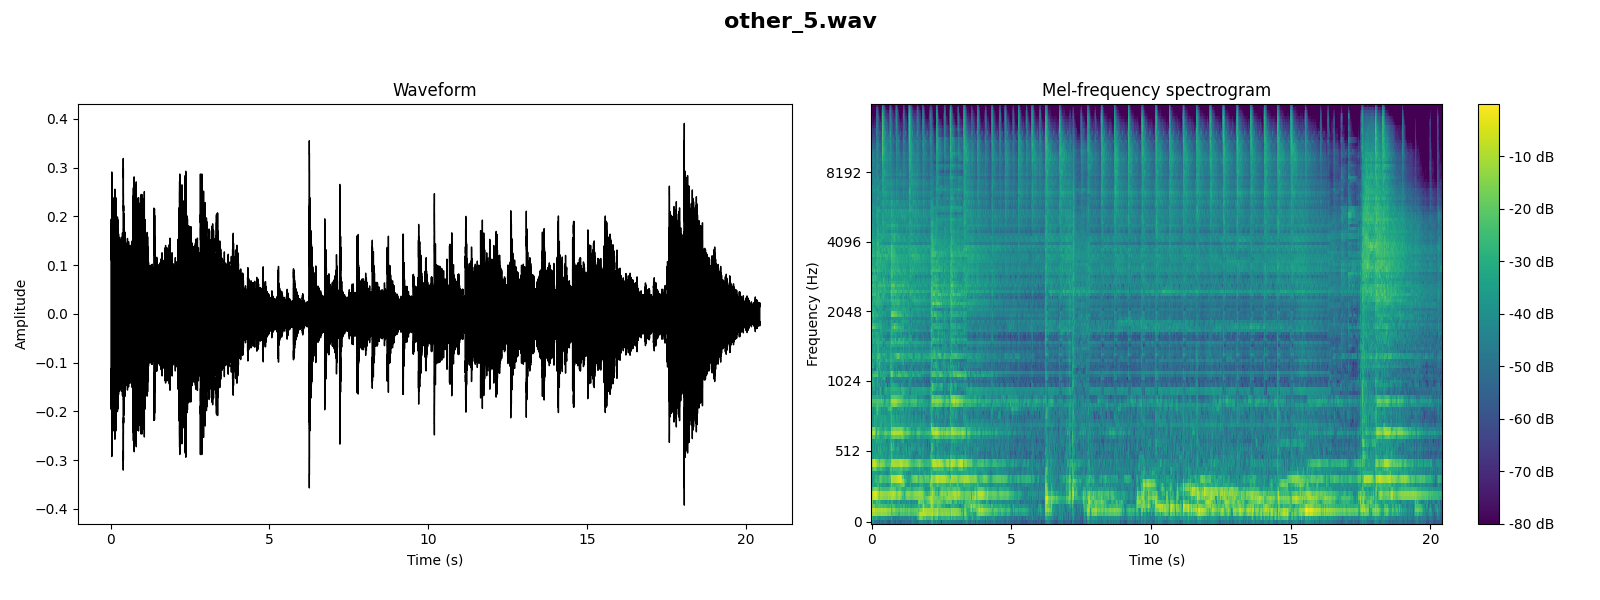 other_5.wav
Waveform
Amplitude
0.4
0.3
0.2
0.1
0.0
−0.1
−0.2
−0.3
−0.4
0 5 10 15 20
Time (s)
Mel-frequency spectrogram
Frequency (Hz)
8192
4096
2048
1024
512
0
0 5 10 15 20
Time (s)
-10 dB
-20 dB
-30 dB
-40 dB
-50 dB
-60 dB
-70 dB
-80 dB